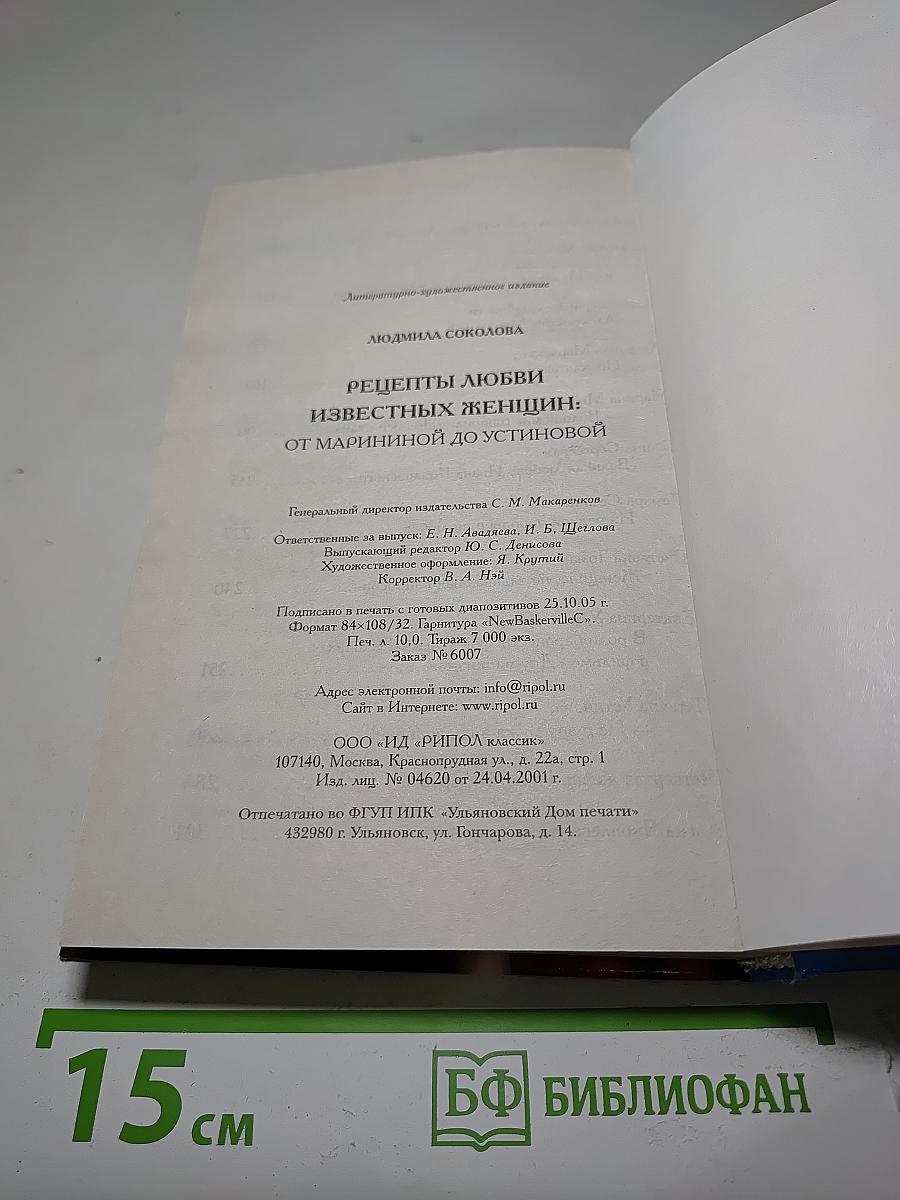 Литературно-художественное издание
ЛЮДМИЛА СОКОЛОВА
РЕЦЕПТЫ ЛЮБВИ
ИЗВЕСТНЫХ ЖЕНЩИН:
ОТ МАРИНИНОЙ ДО УСТИНОВОЙ
Генеральный директор издательства С. М. Макаренков
Ответственные за выпуск: Е. Н. Авадяева, И. Б. Щеглова
Выпускающий редактор Ю. С. Денисова
Художественное оформление: Я. Крутий
Корректор В. А. Нэй
Подписано в печать с готовых диапозитивов 25.10.05 г.
Формат 84×108/32. Гарнитура «NewBaskervilleC».
Печ. л. 10,0. Тираж 7 000 экз.
Заказ № 6007
Адрес электронной почты: info@ripol.ru
Сайт в Интернете: www.ripol.ru
ООО «ИД «РИПОЛ классик»
107140, Москва, Краснопрудная ул., д. 22а, стр. 1
Изд. лиц. № 04620 от 24.04.2001 г.
Отпечатано во ФГУП ИПК «Ульяновский Дом печати»
432980 г. Ульяновск, ул. Гончарова, д. 14.
15 см
БФ БИБЛИОФАН